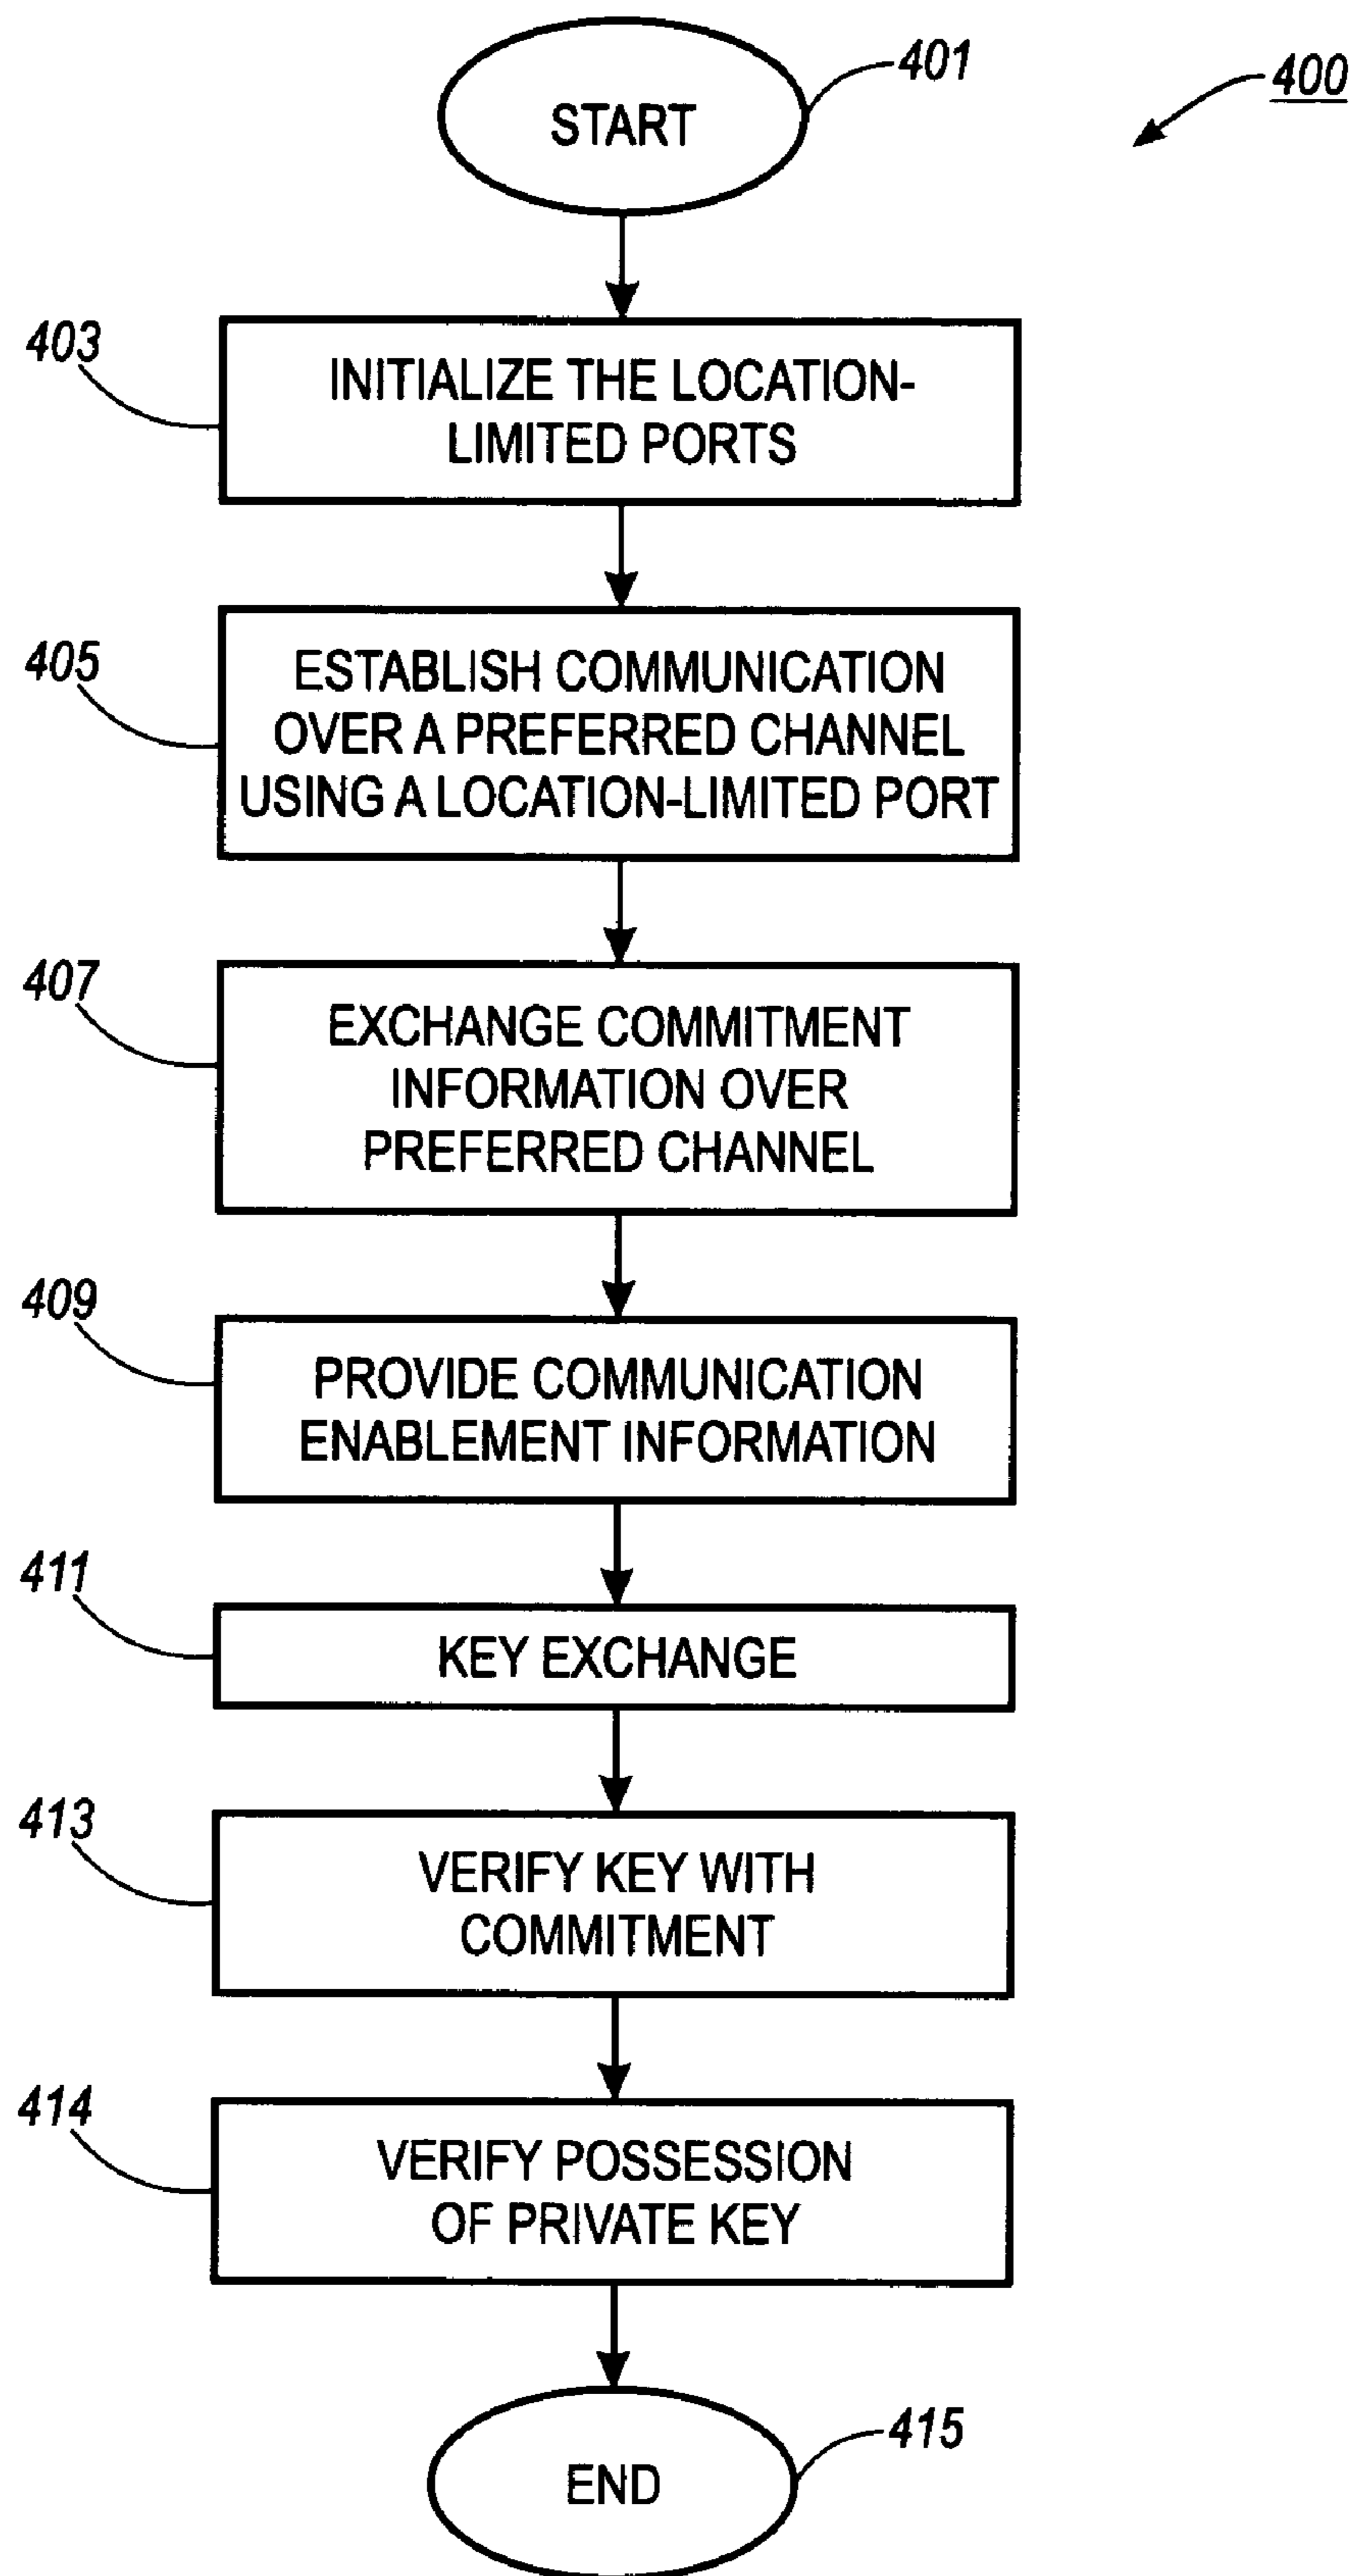 401
400
START
403
INITIALIZE THE LOCATION-
LIMITED PORTS
405
ESTABLISH COMMUNICATION
OVER A PREFERRED CHANNEL
USING A LOCATION-LIMITED PORT
407
EXCHANGE COMMITMENT
INFORMATION OVER
PREFERRED CHANNEL
409
PROVIDE COMMUNICATION
ENABLEMENT INFORMATION
411
KEY EXCHANGE
413
VERIFY KEY WITH
COMMITMENT
414
VERIFY POSSESSION
OF PRIVATE KEY
415
END